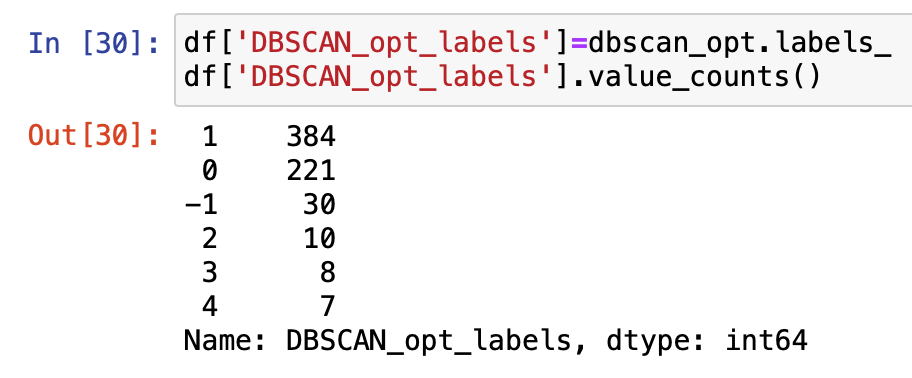 In [30]: df['DBSCAN_opt_labels']=dbscan_opt.labels_
df['DBSCAN_opt_labels'].value_counts()
Out[30]: 1 384
0 221
−1 30
2 10
3 8
4 7
Name: DBSCAN_opt_labels, dtype: int64